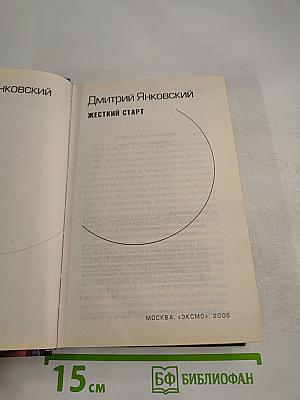 нковский
Дмитрий Янковский
ЖЕСТКИЙ СТАРТ
МОСКВА, «ЭКСМО», 2006
15 см
БФ БИБЛИОФАН